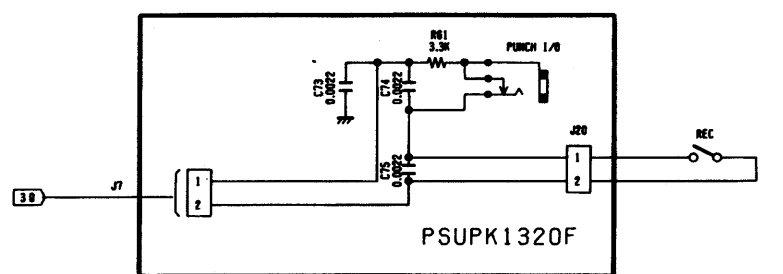 R61
3.3K
PUNCH I/O
C73
0.0022
C74
0.0022
J20
REC
C75
0.0022
1
2
J7
1
2
30
PSUPK1320F